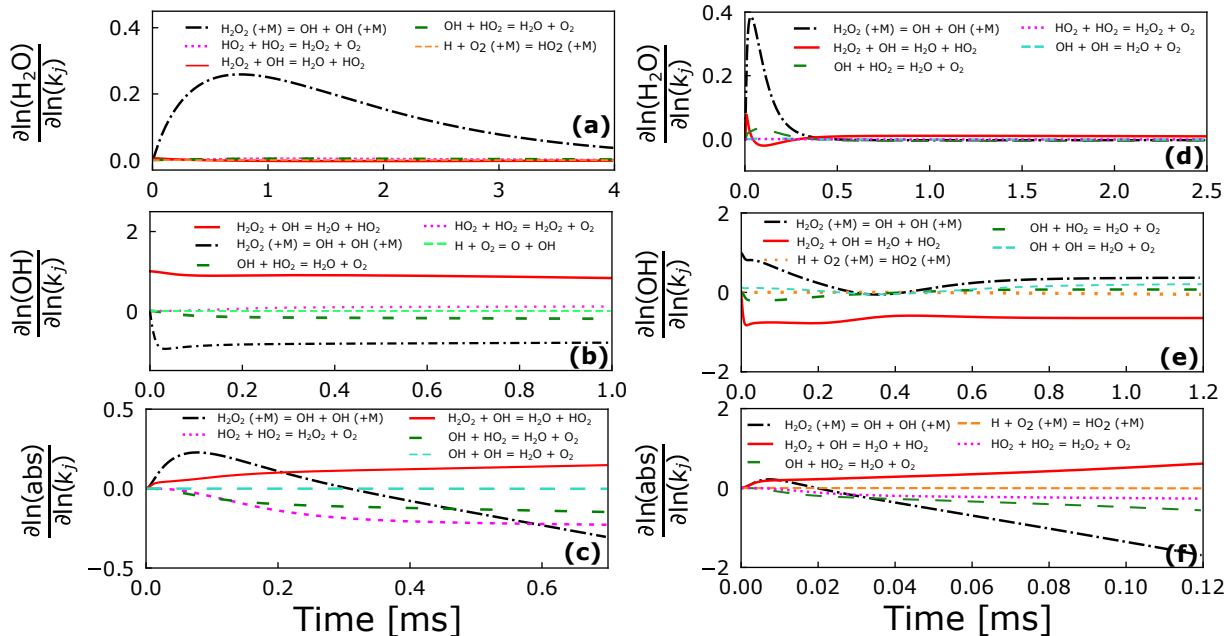 ∂ln(H₂O)
∂ln(kⱼ)
0.4
0.2
0.0
H₂O₂ (+M) = OH + OH (+M)
HO₂ + HO₂ = H₂O₂ + O₂
H₂O₂ + OH = H₂O + HO₂
OH + HO₂ = H₂O + O₂
H + O₂ (+M) = HO₂ (+M)
(a)
0 1 2 3 4
∂ln(H₂O)
∂ln(kⱼ)
0.4
0.2
0.0
H₂O₂ (+M) = OH + OH (+M)
H₂O₂ + OH = H₂O + HO₂
OH + HO₂ = H₂O + O₂
HO₂ + HO₂ = H₂O₂ + O₂
OH + OH = H₂O + O₂
(d)
0.0 0.5 1.0 1.5 2.0 2.5
∂ln(OH)
∂ln(kⱼ)
2
1
0
H₂O₂ + OH = H₂O + HO₂
H₂O₂ (+M) = OH + OH (+M)
OH + HO₂ = H₂O + O₂
HO₂ + HO₂ = H₂O₂ + O₂
H + O₂ = O + OH
(b)
0.0 0.2 0.4 0.6 0.8 1.0
∂ln(OH)
∂ln(kⱼ)
2
0
−2
H₂O₂ (+M) = OH + OH (+M)
H₂O₂ + OH = H₂O + HO₂
H + O₂ (+M) = HO₂ (+M)
OH + HO₂ = H₂O + O₂
OH + OH = H₂O + O₂
(e)
0.0 0.2 0.4 0.6 0.8 1.0 1.2
∂ln(abs)
∂ln(kⱼ)
0.5
0.0
−0.5
H₂O₂ (+M) = OH + OH (+M)
HO₂ + HO₂ = H₂O₂ + O₂
H₂O₂ + OH = H₂O + HO₂
OH + HO₂ = H₂O + O₂
OH + OH = H₂O + O₂
(c)
0.0 0.2 0.4 0.6
Time [ms]
∂ln(abs)
∂ln(kⱼ)
2
0
−2
H₂O₂ (+M) = OH + OH (+M)
H₂O₂ + OH = H₂O + HO₂
OH + HO₂ = H₂O + O₂
H + O₂ (+M) = HO₂ (+M)
HO₂ + HO₂ = H₂O₂ + O₂
(f)
0.00 0.02 0.04 0.06 0.08 0.10 0.12
Time [ms]